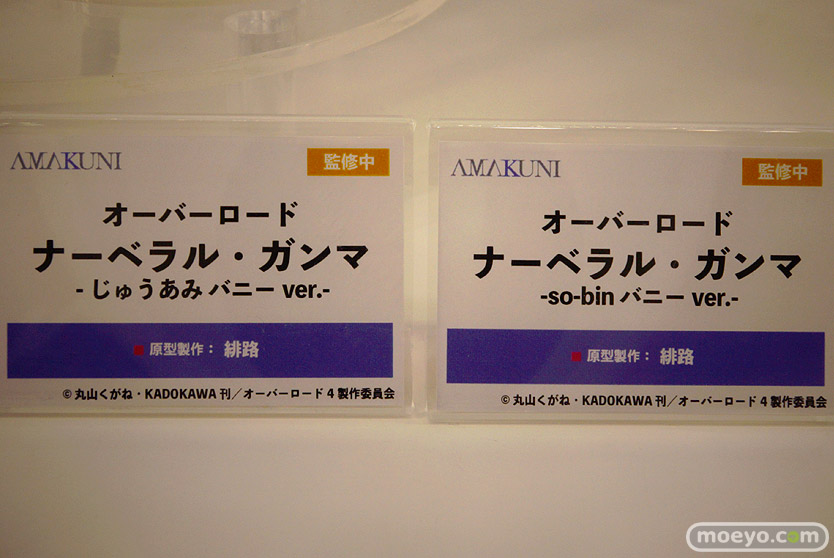 AMAKUNI
監修中
オーバーロード
ナーベラル・ガンマ
- じゅうあみ バニー ver.-
■ 原型製作： 緋路
© 丸山くがね・KADOKAWA 刊／オーバーロード 4 製作委員会
AMAKUNI
監修中
オーバーロード
ナーベラル・ガンマ
-so-bin バニー ver.-
■ 原型製作： 緋路
© 丸山くがね・KADOKAWA 刊／オーバーロード 4 製作委員会
moeyo.com